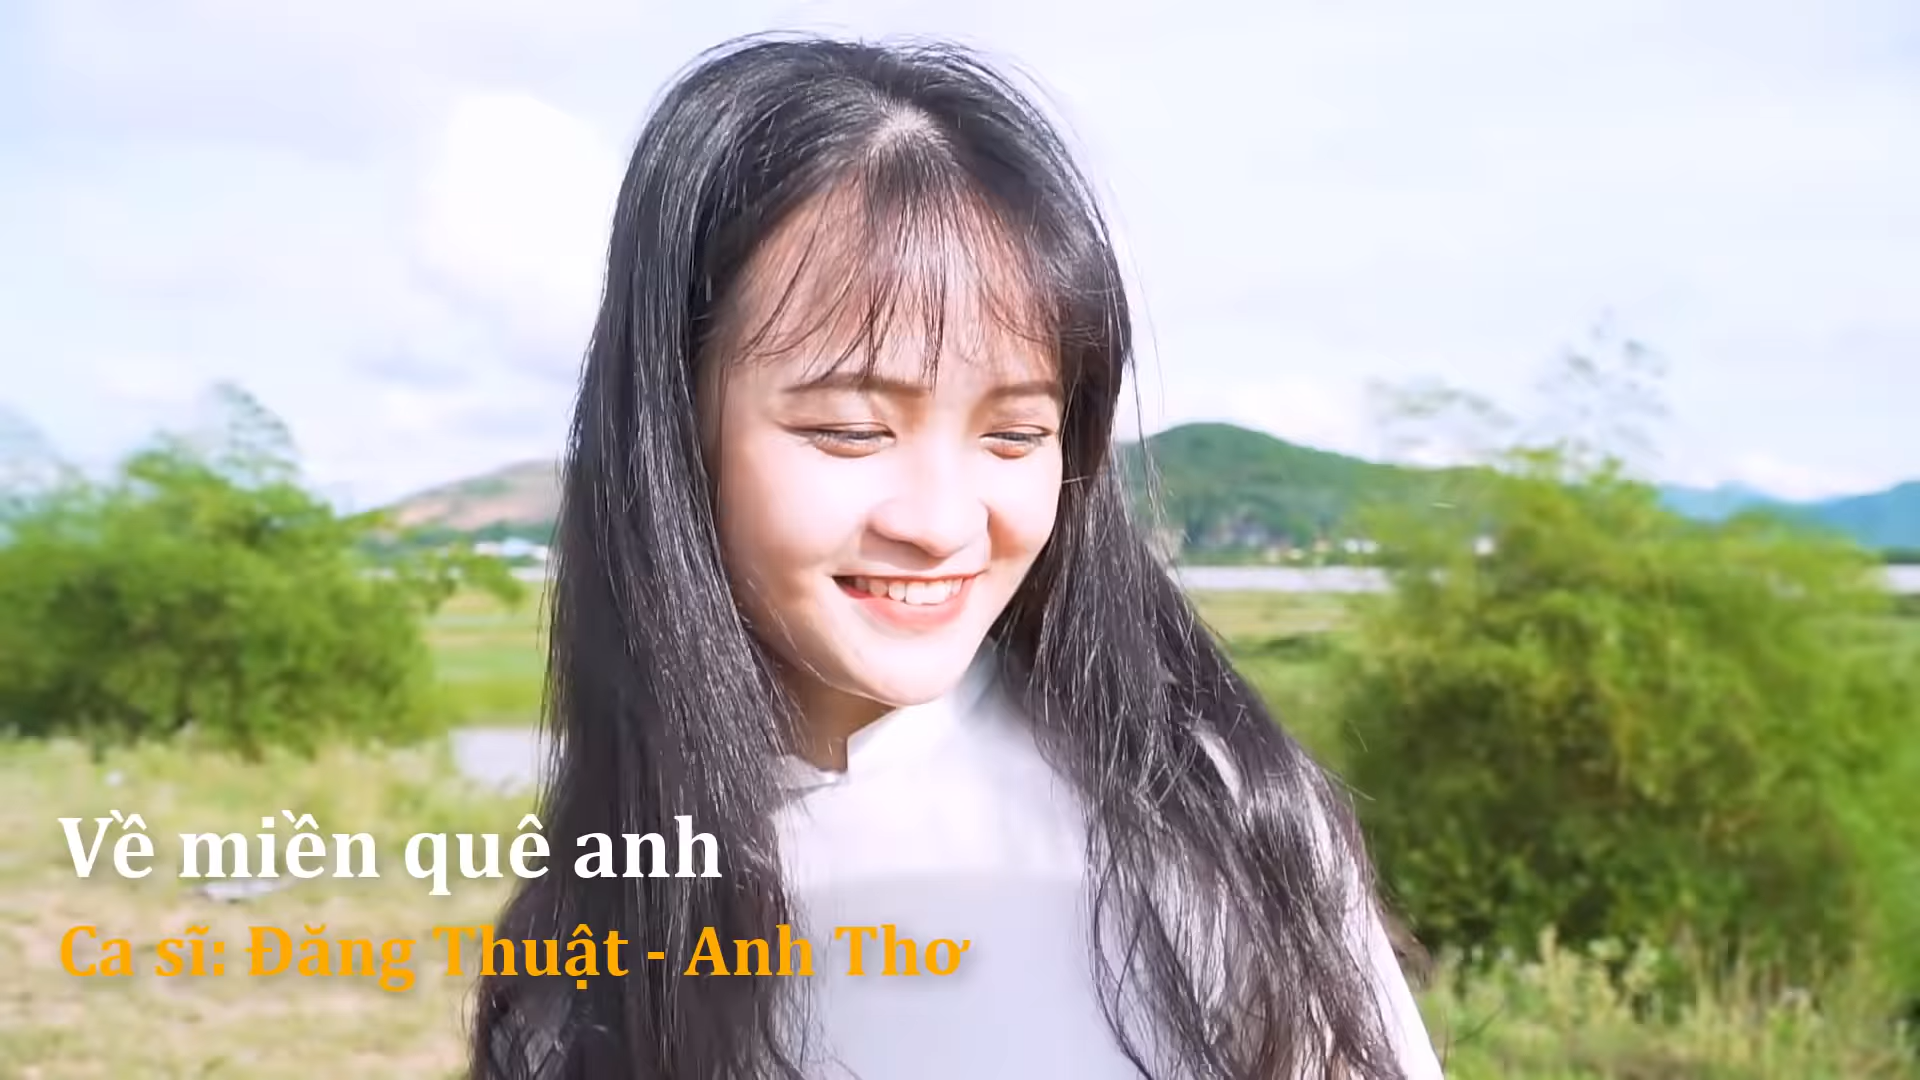 Về miền quê anh
Ca sĩ: Đăng Thuật - Anh Thơ